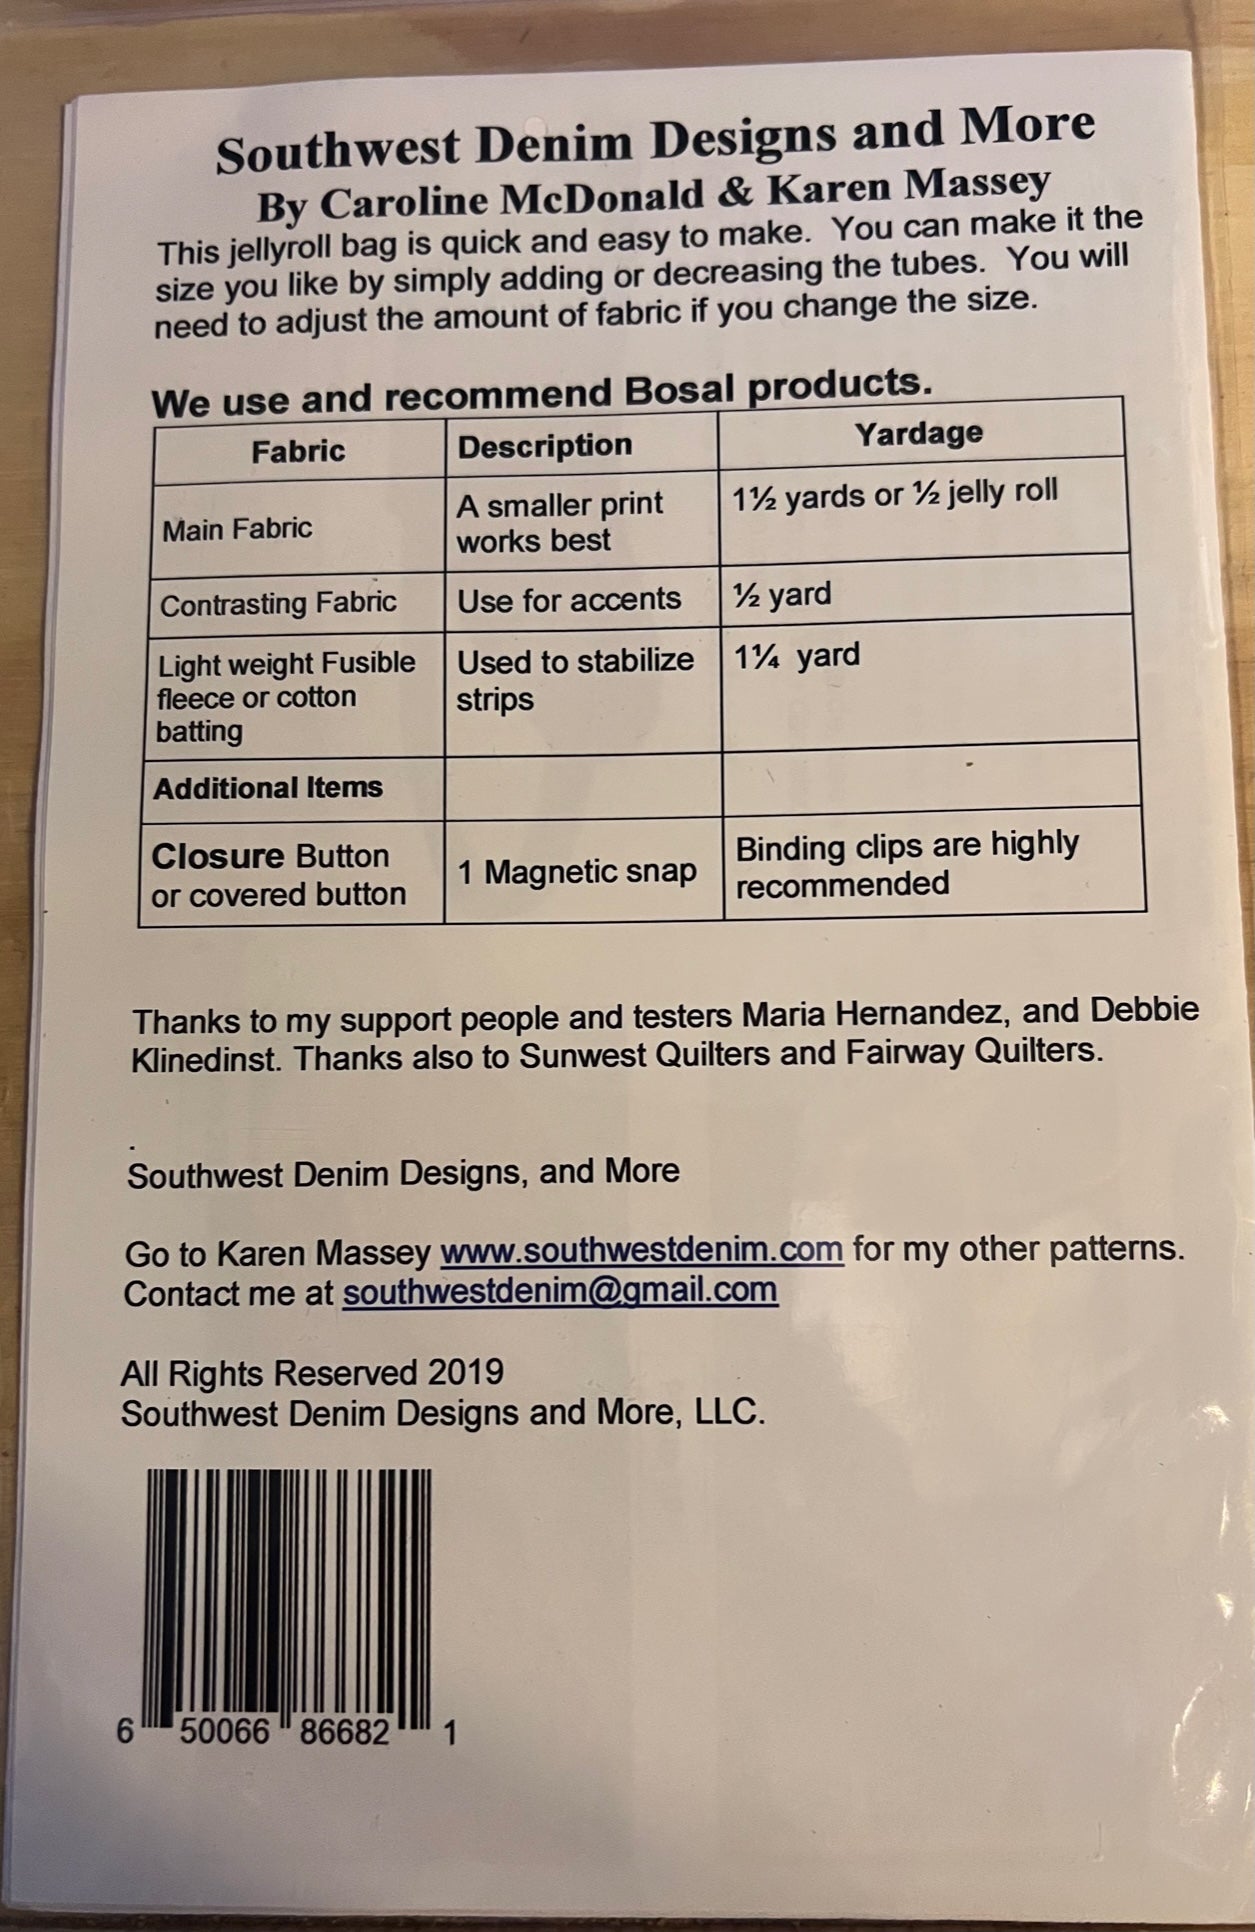 Southwest Denim Designs and More
By Caroline McDonald & Karen Massey
This jellyroll bag is quick and easy to make. You can make it the
size you like by simply adding or decreasing the tubes. You will
need to adjust the amount of fabric if you change the size.
We use and recommend Bosal products.
Fabric Description Yardage
Main Fabric
A smaller print
works best
1½ yards or ½ jelly roll
Contrasting Fabric
Use for accents
½ yard
Light weight Fusible
fleece or cotton
batting
Used to stabilize
strips
1¼ yard
Additional Items
Closure Button
or covered button
1 Magnetic snap
Binding clips are highly
recommended
Thanks to my support people and testers Maria Hernandez, and Debbie
Klinedinst. Thanks also to Sunwest Quilters and Fairway Quilters.
.
Southwest Denim Designs, and More
Go to Karen Massey www.southwestdenim.com for my other patterns.
Contact me at southwestdenim@gmail.com
All Rights Reserved 2019
Southwest Denim Designs and More, LLC.
6 50066 86682 1